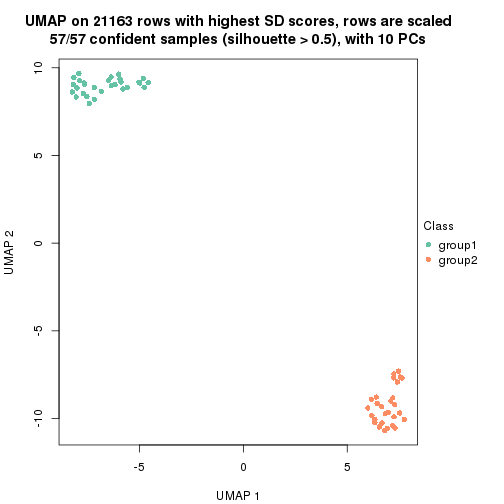 UMAP on 21163 rows with highest SD scores, rows are scaled
57/57 confident samples (silhouette > 0.5), with 10 PCs
10
5
0
-5
-10
UMAP 2
-5
0
5
UMAP 1
Class
group1
group2